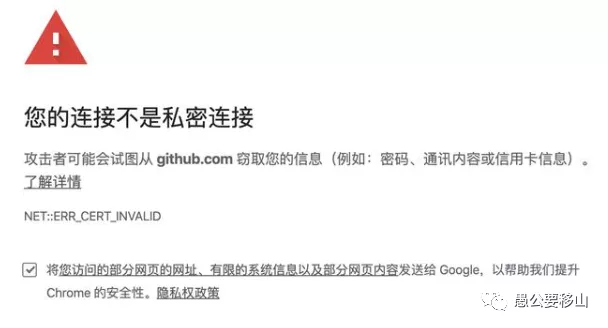 您的连接不是私密连接
攻击者可能会试图从 github.com 窃取您的信息（例如：密码、通讯内容或信用卡信息）。
了解详情
NET::ERR_CERT_INVALID
将您访问的部分网页的网址、有限的系统信息以及部分网页内容发送给 Google，以帮助我们提升
Chrome 的安全性。隐私权政策
愚公要移山